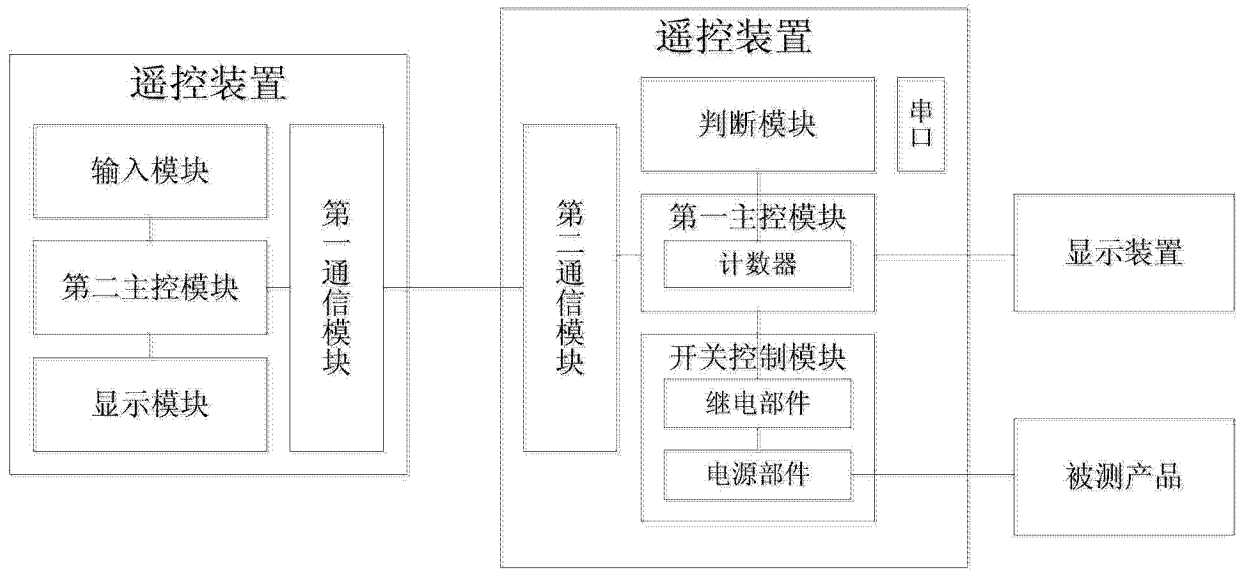 遥控装置
输入模块
第二主控模块
显示模块
第一通信模块
遥控装置
第二通信模块
判断模块
串口
第一主控模块
计数器
开关控制模块
继电部件
电源部件
显示装置
被测产品